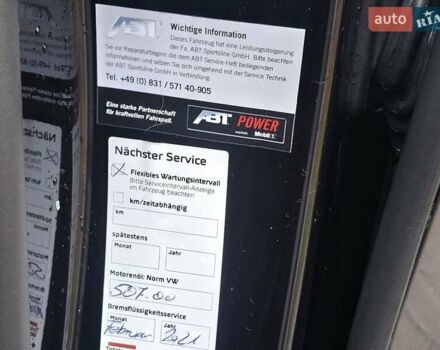 auto RIA
ABT
Wichtige Information
Dieses Fahrzeug hat eine Leistungssteigerung
der Fa. ABT Sportsline GmbH. Bitte beachten
Sie vor Reparaturbeginn die dem ABT Service-Heft beiliegenden
Informationen und setzen Sie sich umgehend mit der Service Technik
der ABT Sportsline GmbH in Verbindung.
Tel. +49 (0) 831 / 571 40-905
Eine starke Partnerschaft
für kraftvollen Fahrspaß.
ABT POWER
Mobil 1
Nächster Service
Flexibles Wartungsintervall
Bitte Serviceintervall-Anzeige
im Fahrzeug beachten
km/zeitabhängig
km
spätestens
Monat
Jahr
Motorenöl: Norm VW
507.00
Bremsflüssigkeitsservice
Monat
Jahr
2021